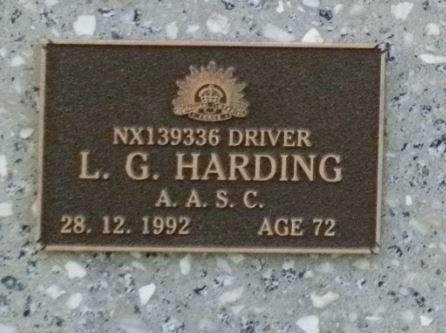 NX139336 DRIVER
L. G. HARDING
A. A. S. C.
28. 12. 1992 AGE 72